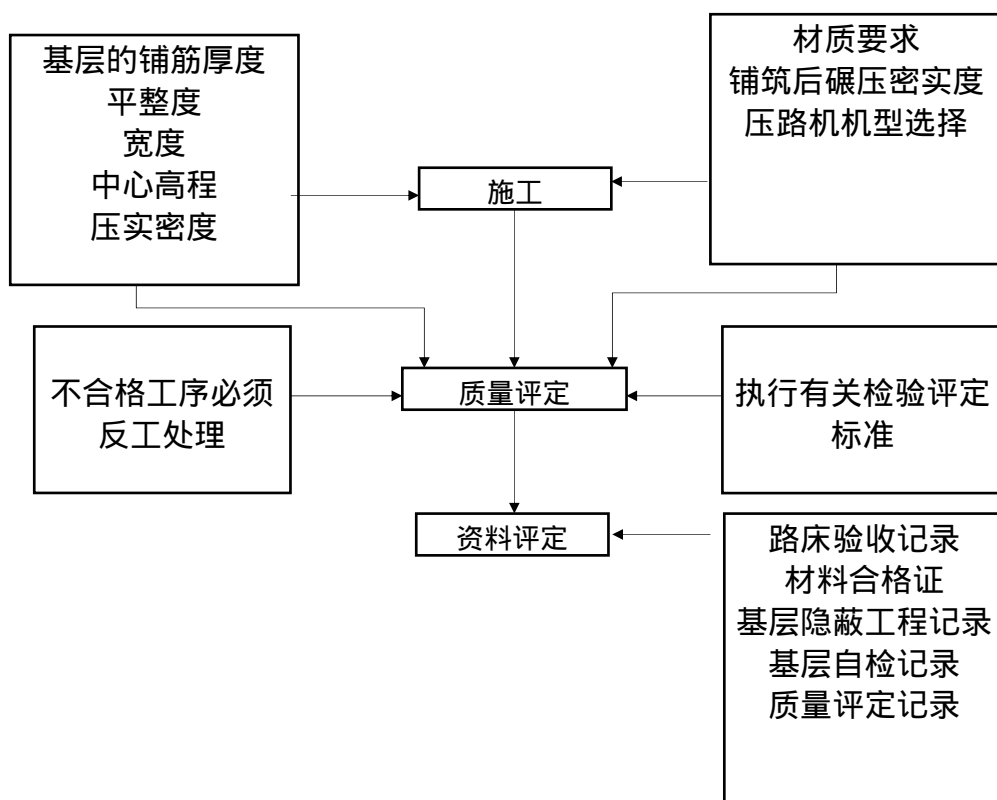 基层的铺筋厚度
平整度
宽度
中心高程
压实密度
材质要求
铺筑后碾压密实度
压路机机型选择
施工
不合格工序必须
反工处理
质量评定
执行有关检验评定
标准
资料评定
路床验收记录
材料合格证
基层隐蔽工程记录
基层自检记录
质量评定记录